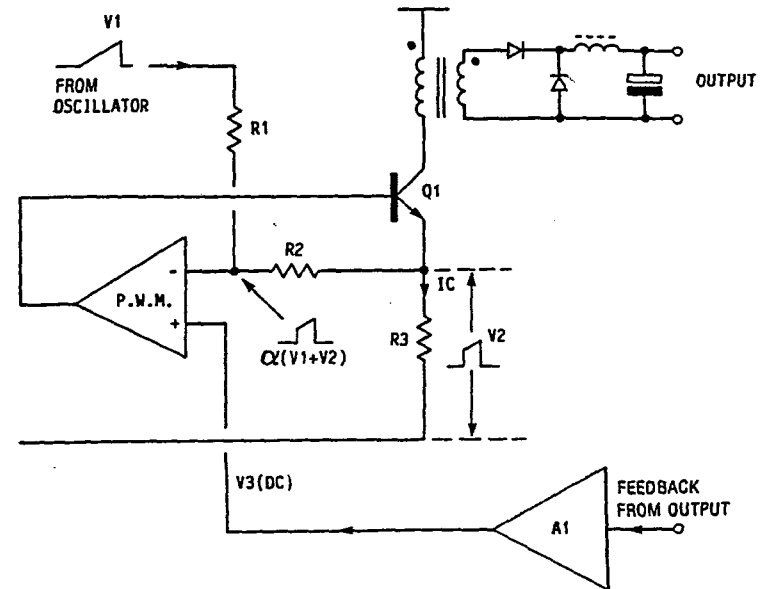 V1
FROM
OSCILLATOR
R1
OUTPUT
Q1
R2
IC
-
P.W.M.
+
α(V1+V2)
R3
V2
V3(DC)
FEEDBACK
FROM OUTPUT
A1